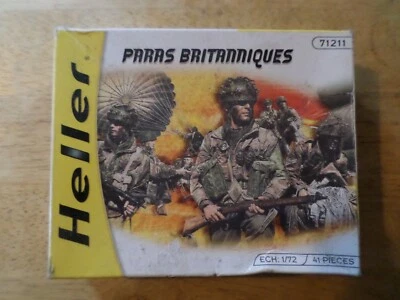 Heller
PARAS BRITANNIQUES
71211
ECH: 1/72
41 PIECES